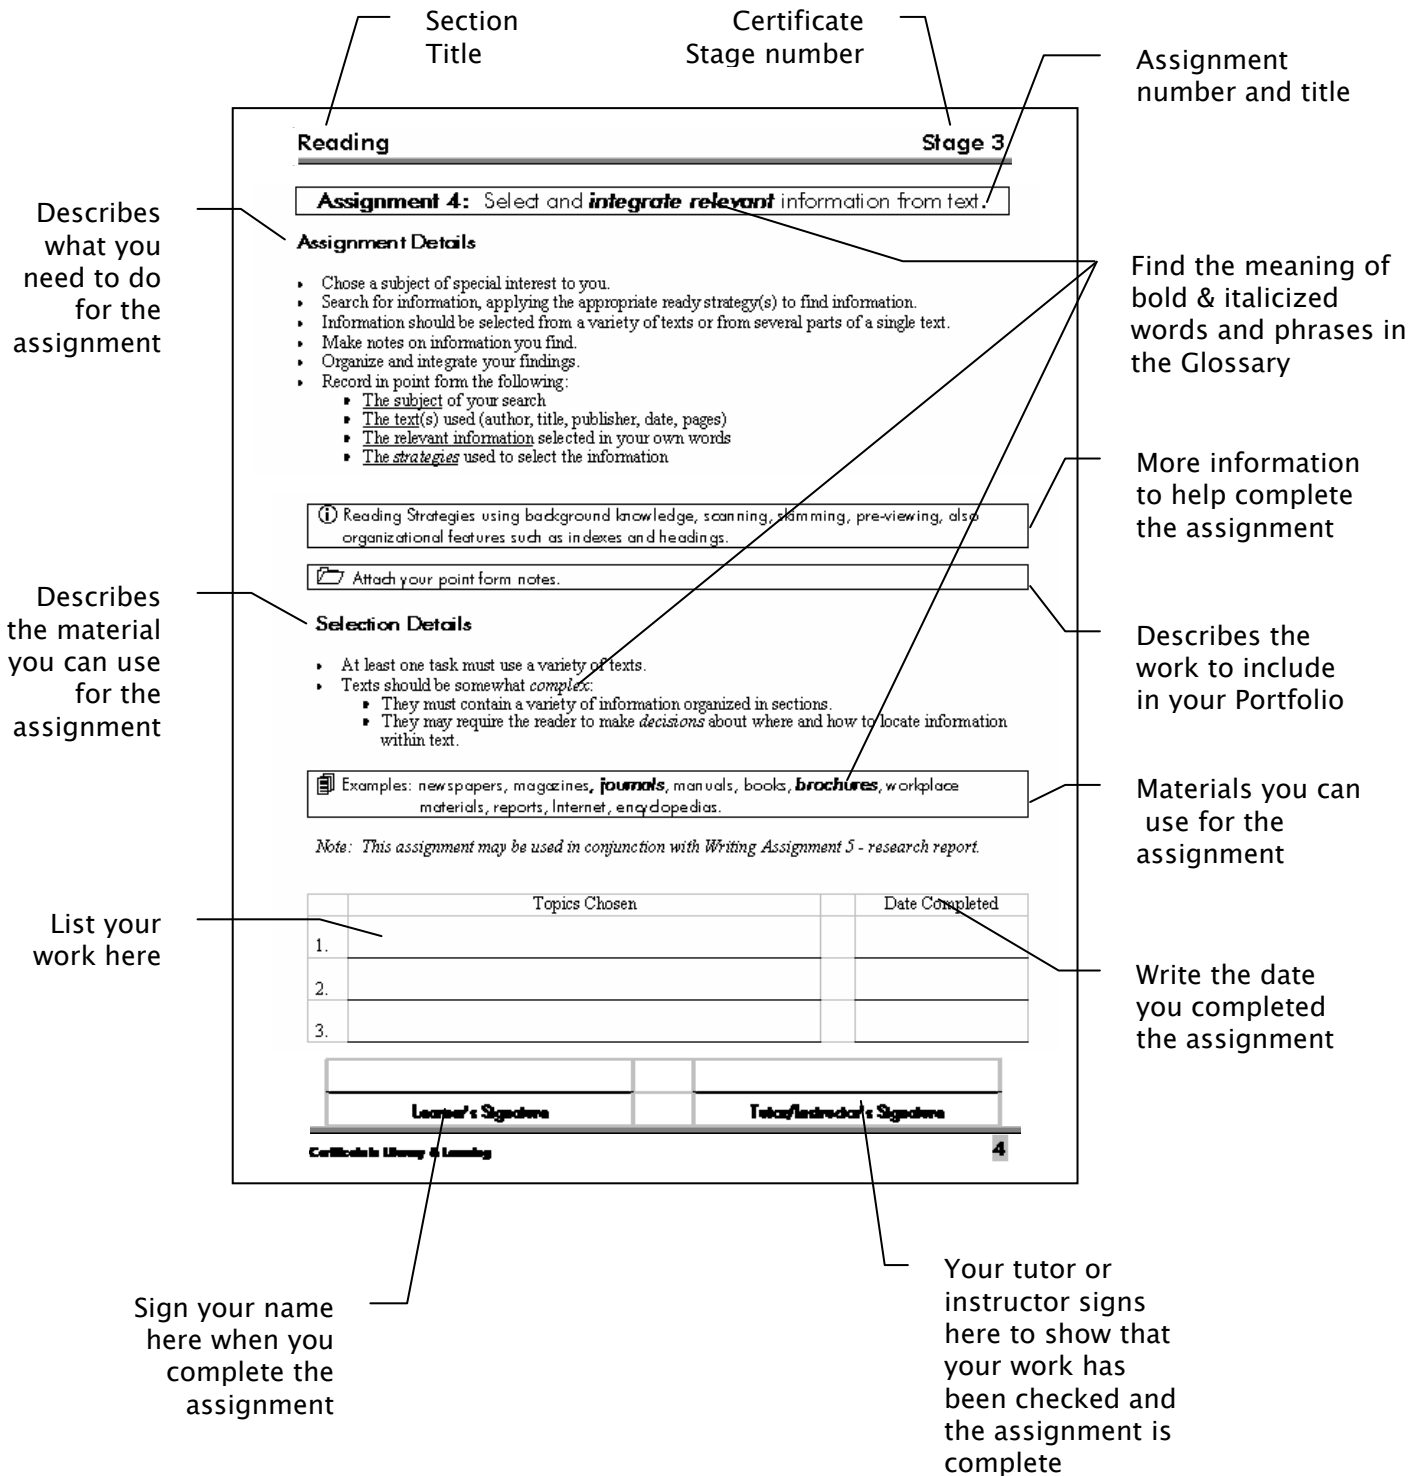 Section
Title
Certificate
Stage number
Assignment
number and title
Reading
Stage 3
Describes
what you
need to do
for the
assignment
Assignment 4: Select and integrate relevant information from text.
Assignment Details
Find the meaning of
bold & italicized
words and phrases in
the Glossary
Chose a subject of special interest to you.
Search for information, applying the appropriate ready strategy(s) to find information.
Information should be selected from a variety of texts or from several parts of a single text.
Make notes on information you find.
Organize and integrate your findings.
Record in point form the following:
The subject of your search
The text(s) used (author, title, publisher, date, pages)
The relevant information selected in your own words
The strategies used to select the information
More information
to help complete
the assignment
ⓘ Reading Strategies using background knowledge, scanning, skimming, pre-viewing, also
organizational features such as indexes and headings.
Attach your point form notes.
Describes
the material
you can use
for the
assignment
Selection Details
Describes the
work to include
in your Portfolio
At least one task must use a variety of texts.
Texts should be somewhat complex:
They must contain a variety of information organized in sections.
They may require the reader to make decisions about where and how to locate information
within text.
Examples: newspapers, magazines, journals, manuals, books, brochures, workplace
materials, reports, Internet, encyclopedias.
Materials you can
use for the
assignment
Note: This assignment may be used in conjunction with Writing Assignment 5 - research report.
List your
work here
Topics Chosen
Date Completed
1.
2.
3.
Write the date
you completed
the assignment
Learner's Signature
Tutor/Instructor's Signature
Certificate in Literacy & Learning
4
Sign your name
here when you
complete the
assignment
Your tutor or
instructor signs
here to show that
your work has
been checked and
the assignment is
complete